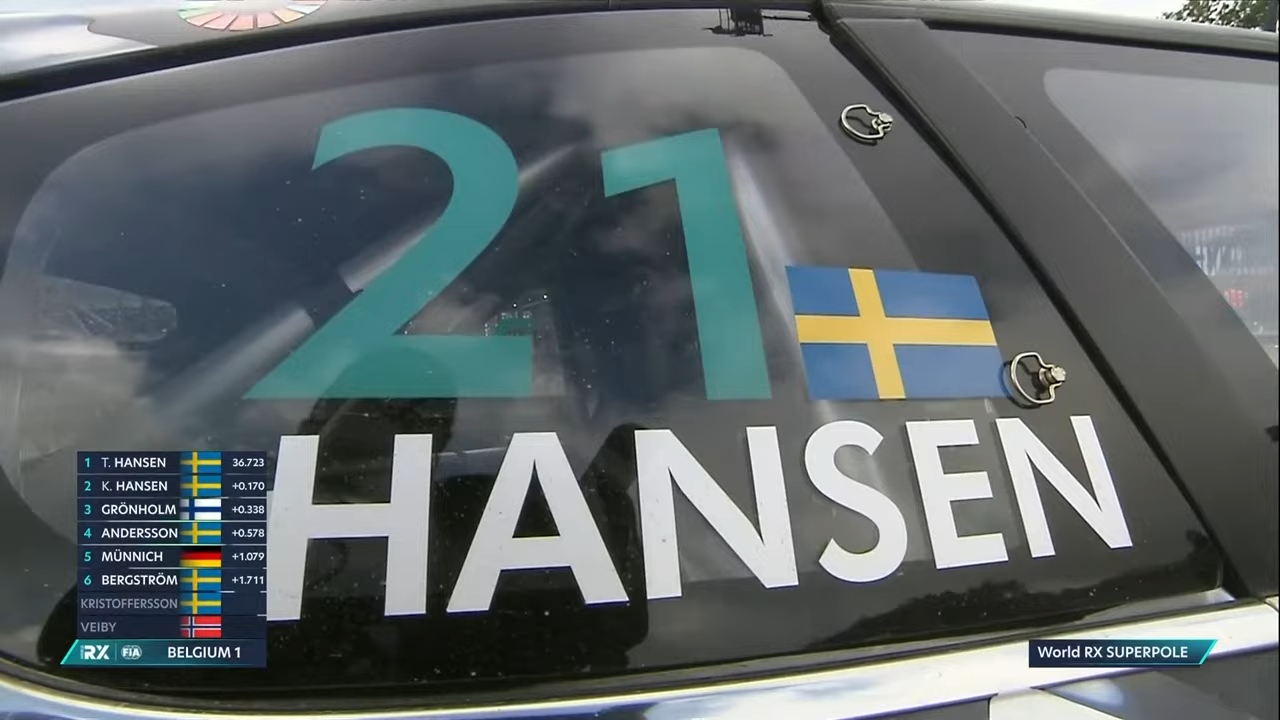 21
HANSEN
1 T. HANSEN 36.723
2 K. HANSEN +0.170
3 GRÖNHOLM +0.338
4 ANDERSSON +0.578
5 MÜNNICH +1.079
6 BERGSTRÖM +1.711
KRISTOFFERSSON
VEIBY
RX FIA BELGIUM 1
World RX SUPERPOLE